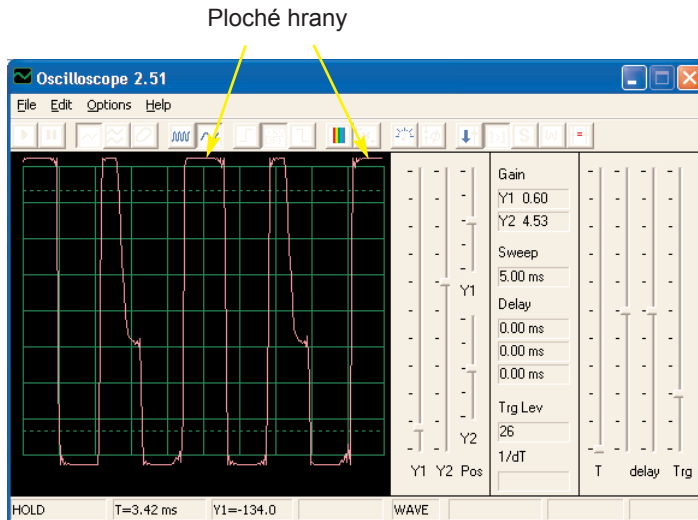 Ploché hrany
Oscilloscope 2.51
File Edit Options Help
Gain
Y1 0.60
Y2 4.53
Sweep
5.00 ms
Y1
Delay
0.00 ms
0.00 ms
0.00 ms
Trg Lev
26
Y2
1/dT
Y1 Y2 Pos
T delay Trg
HOLD T=3.42 ms Y1=-134.0 WAVE